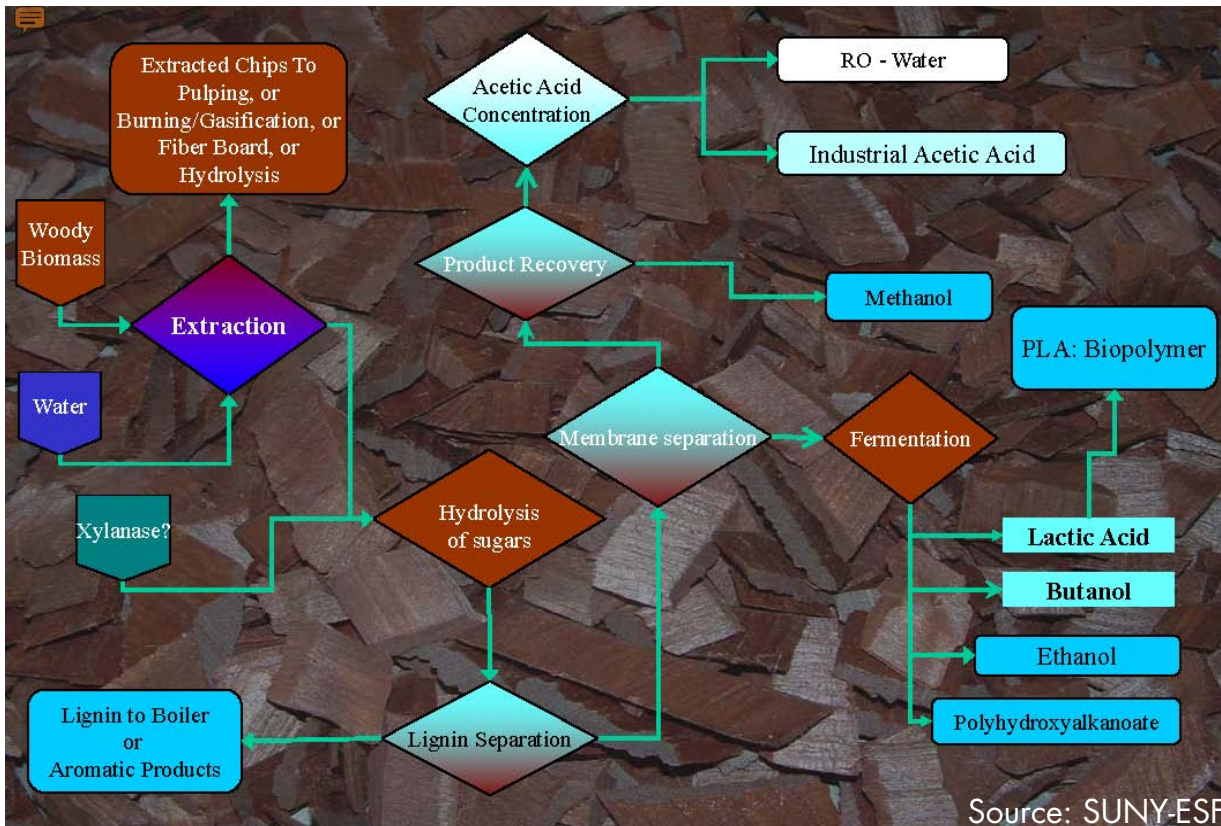 Extracted Chips To
Pulping, or
Burning/Gasification, or
Fiber Board, or
Hydrolysis
Acetic Acid
Concentration
RO - Water
Industrial Acetic Acid
Woody
Biomass
Product Recovery
Methanol
Extraction
PLA: Biopolymer
Water
Membrane separation
Fermentation
Xylanase?
Hydrolysis
of sugars
Lactic Acid
Butanol
Ethanol
Polyhydroxyalkanoate
Lignin to Boiler
or
Aromatic Products
Lignin Separation
Source: SUNY-ESF